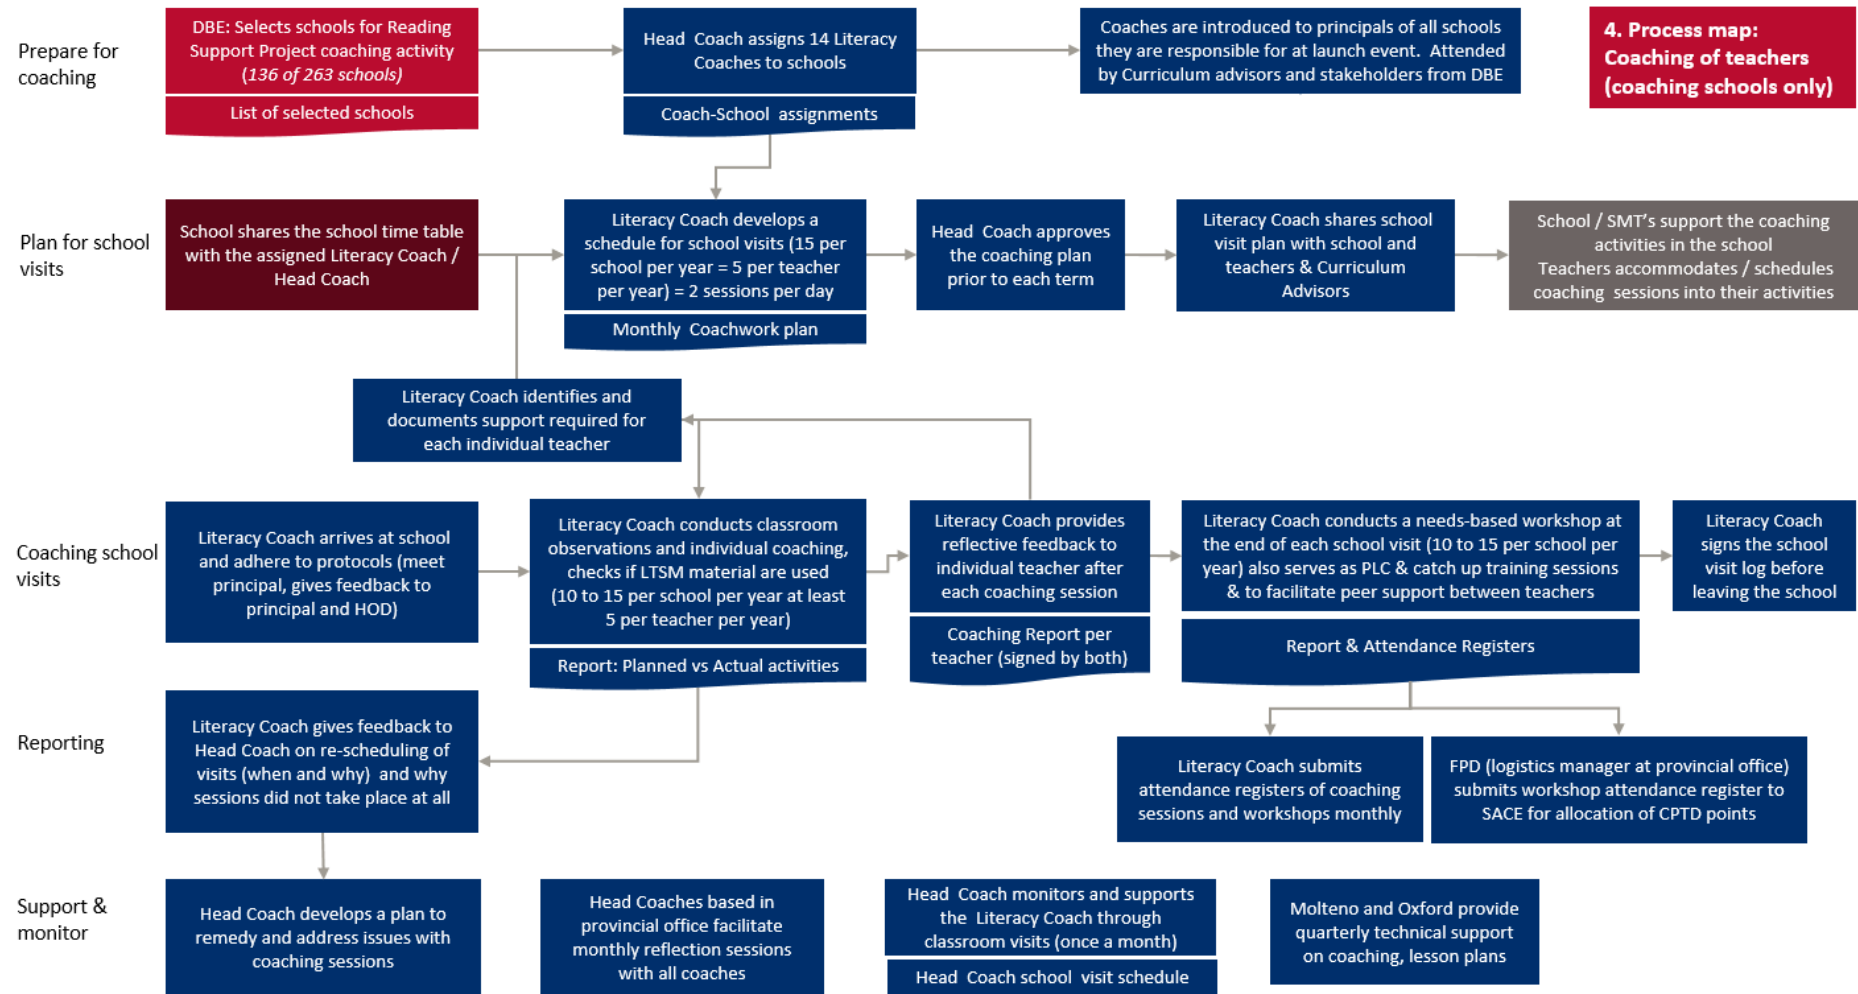 Prepare for
coaching
DBE: Selects schools for Reading
Support Project coaching activity
(136 of 263 schools)
List of selected schools
Head Coach assigns 14 Literacy
Coaches to schools
Coach-School assignments
Coaches are introduced to principals of all schools
they are responsible for at launch event. Attended
by Curriculum advisors and stakeholders from DBE
4. Process map:
Coaching of teachers
(coaching schools only)
Plan for school
visits
School shares the school time table
with the assigned Literacy Coach /
Head Coach
Literacy Coach develops a
schedule for school visits (15 per
school per year = 5 per teacher
per year) = 2 sessions per day
Monthly Coachwork plan
Head Coach approves
the coaching plan
prior to each term
Literacy Coach shares school
visit plan with school and
teachers & Curriculum
Advisors
School / SMT's support the coaching
activities in the school
Teachers accommodates / schedules
coaching sessions into their activities
Literacy Coach identifies and
documents support required for
each individual teacher
Coaching school
visits
Literacy Coach arrives at school
and adhere to protocols (meet
principal, gives feedback to
principal and HOD)
Literacy Coach conducts classroom
observations and individual coaching,
checks if LTSM material are used
(10 to 15 per school per year at least
5 per teacher per year)
Report: Planned vs Actual activities
Literacy Coach provides
reflective feedback to
individual teacher after
each coaching session
Coaching Report per
teacher (signed by both)
Literacy Coach conducts a needs-based workshop at
the end of each school visit (10 to 15 per school per
year) also serves as PLC & catch up training sessions
& to facilitate peer support between teachers
Report & Attendance Registers
Literacy Coach
signs the school
visit log before
leaving the school
Reporting
Literacy Coach gives feedback to
Head Coach on re-scheduling of
visits (when and why) and why
sessions did not take place at all
Literacy Coach submits
attendance registers of coaching
sessions and workshops monthly
FPD (logistics manager at provincial office)
submits workshop attendance register to
SACE for allocation of CPTD points
Support &
monitor
Head Coach develops a plan to
remedy and address issues with
coaching sessions
Head Coaches based in
provincial office facilitate
monthly reflection sessions
with all coaches
Head Coach monitors and supports
the Literacy Coach through
classroom visits (once a month)
Head Coach school visit schedule
Molteno and Oxford provide
quarterly technical support
on coaching, lesson plans